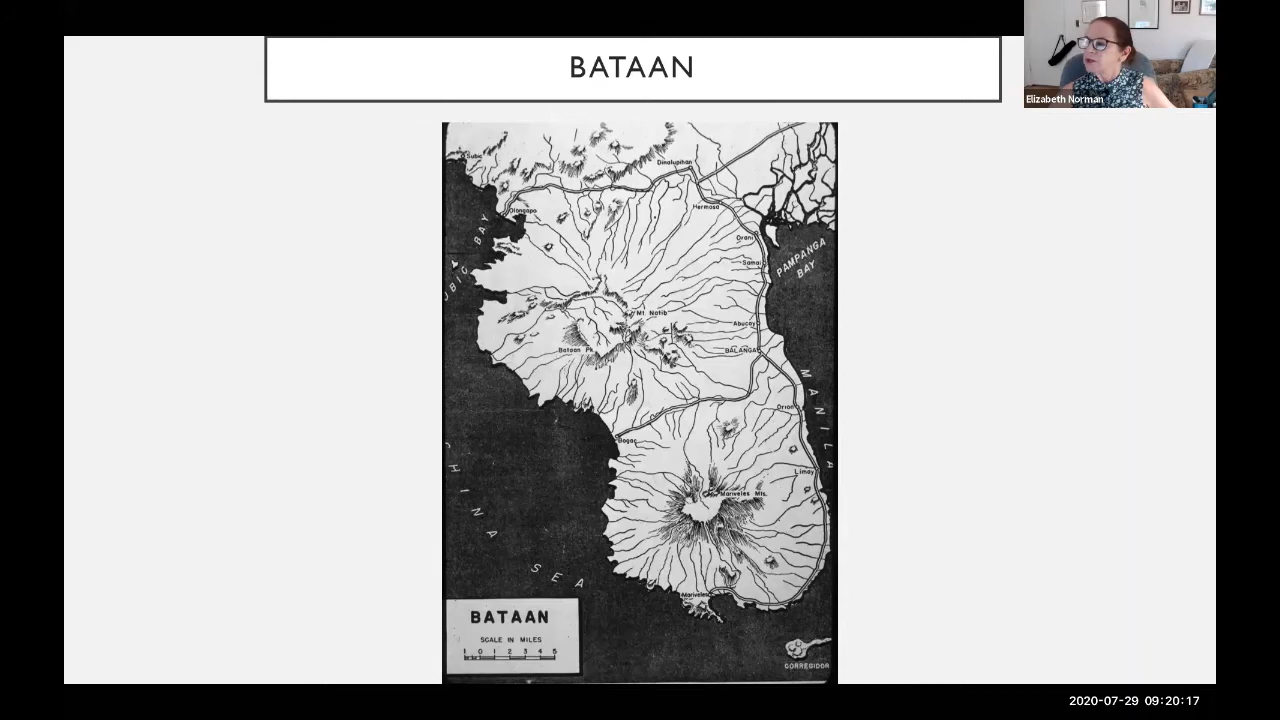 BATAAN
Elizabeth Norman
Subic
Dinalupihan
Olongapo
Hermosa
Orani
PAMPANGA
BAY
Samal
BAY
Mt. Natib
Abucay
Bataan Pk.
BALANGA
MANILA
Orion
Bagac
Limay
Mariveles Mts.
CHINA
SEA
Mariveles
BATAAN
SCALE IN MILES
1 0 1 2 3 4 5
CORREGIDOR
2020-07-29 09:20:17